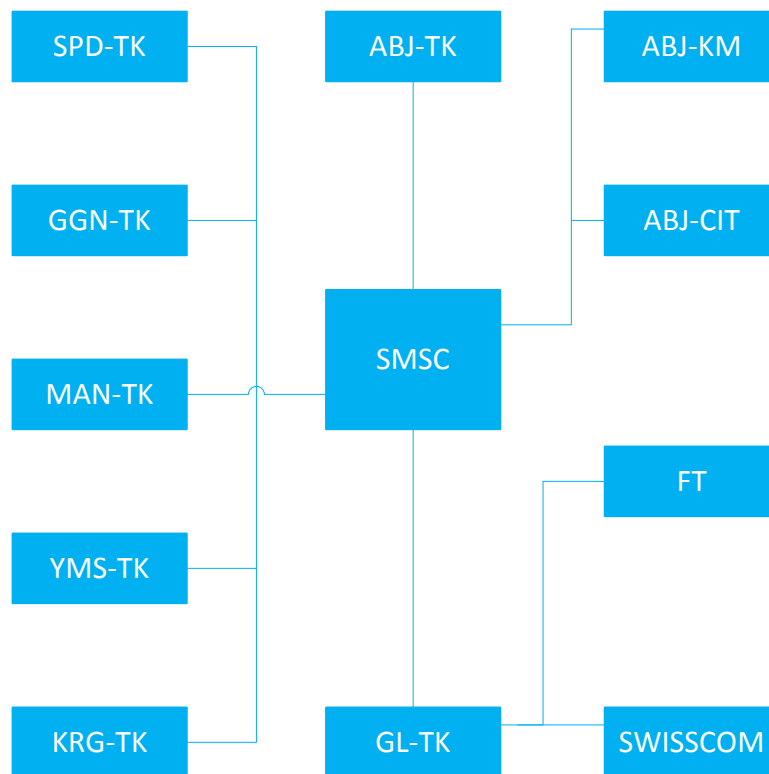 SPD-TK
ABJ-TK
ABJ-KM
GGN-TK
ABJ-CIT
SMSC
MAN-TK
FT
YMS-TK
KRG-TK
GL-TK
SWISSCOM